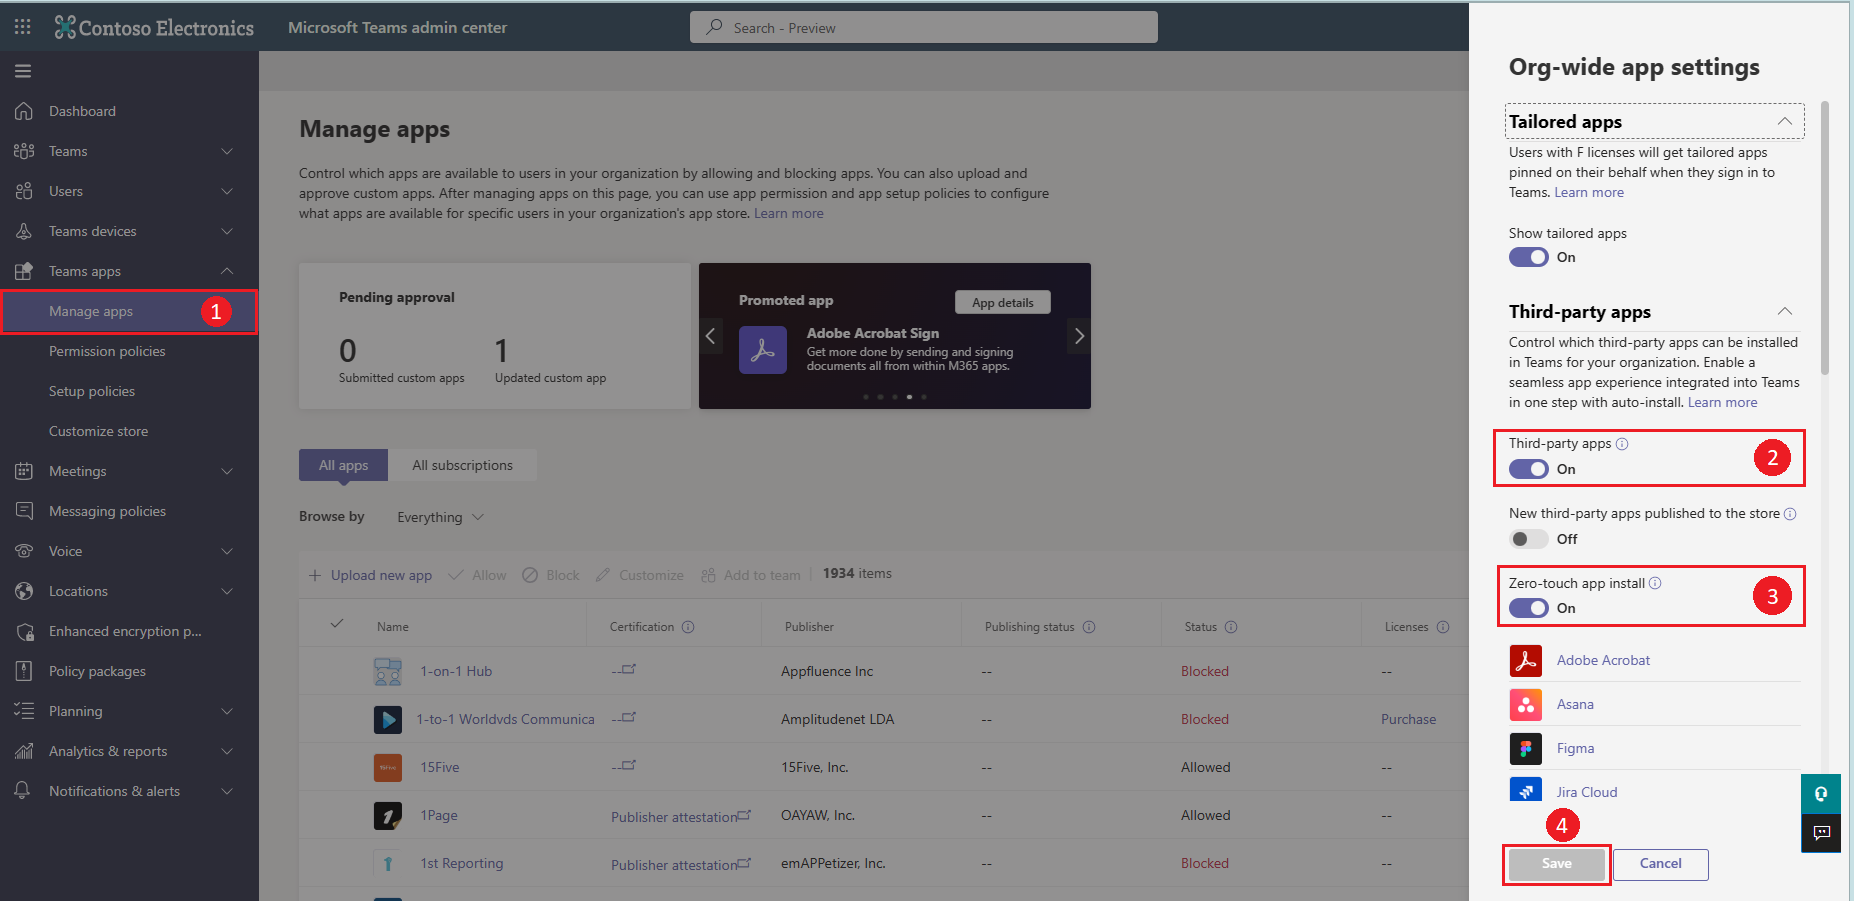 Contoso Electronics
Microsoft Teams admin center
Search - Preview
Dashboard
Teams
Users
Teams devices
Teams apps
Manage apps
1
Permission policies
Setup policies
Customize store
Meetings
Messaging policies
Voice
Locations
Enhanced encryption p...
Policy packages
Planning
Analytics & reports
Notifications & alerts
Manage apps
Control which apps are available to users in your organization by allowing and blocking apps. You can also upload and
approve custom apps. After managing apps on this page, you can use app permission and app setup policies to configure
what apps are available for specific users in your organization's app store. Learn more
Pending approval
0
Submitted custom apps
1
Updated custom app
Promoted app
App details
Adobe Acrobat Sign
Get more done by sending and signing
documents all from within M365 apps.
All apps
All subscriptions
Browse by
Everything
Upload new app
Allow
Block
Customize
Add to team
1934 items
Name
Certification
Publisher
Publishing status
Status
Licenses
1-on-1 Hub
--
Appfluence Inc
--
Blocked
--
1-to-1 Worldvds Communica
--
Amplitudenet LDA
--
Blocked
Purchase
15Five
15Five
--
15Five, Inc.
--
Allowed
--
1Page
Publisher attestation
OAYAW, Inc.
--
Allowed
--
1st Reporting
Publisher attestation
emAPPetizer, Inc.
--
Blocked
--
Org-wide app settings
Tailored apps
Users with F licenses will get tailored apps
pinned on their behalf when they sign in to
Teams. Learn more
Show tailored apps
On
Third-party apps
Control which third-party apps can be installed
in Teams for your organization. Enable a
seamless app experience integrated into Teams
in one step with auto-install. Learn more
Third-party apps
On
2
New third-party apps published to the store
Off
Zero-touch app install
On
3
Adobe Acrobat
Asana
Figma
Jira Cloud
4
Save
Cancel